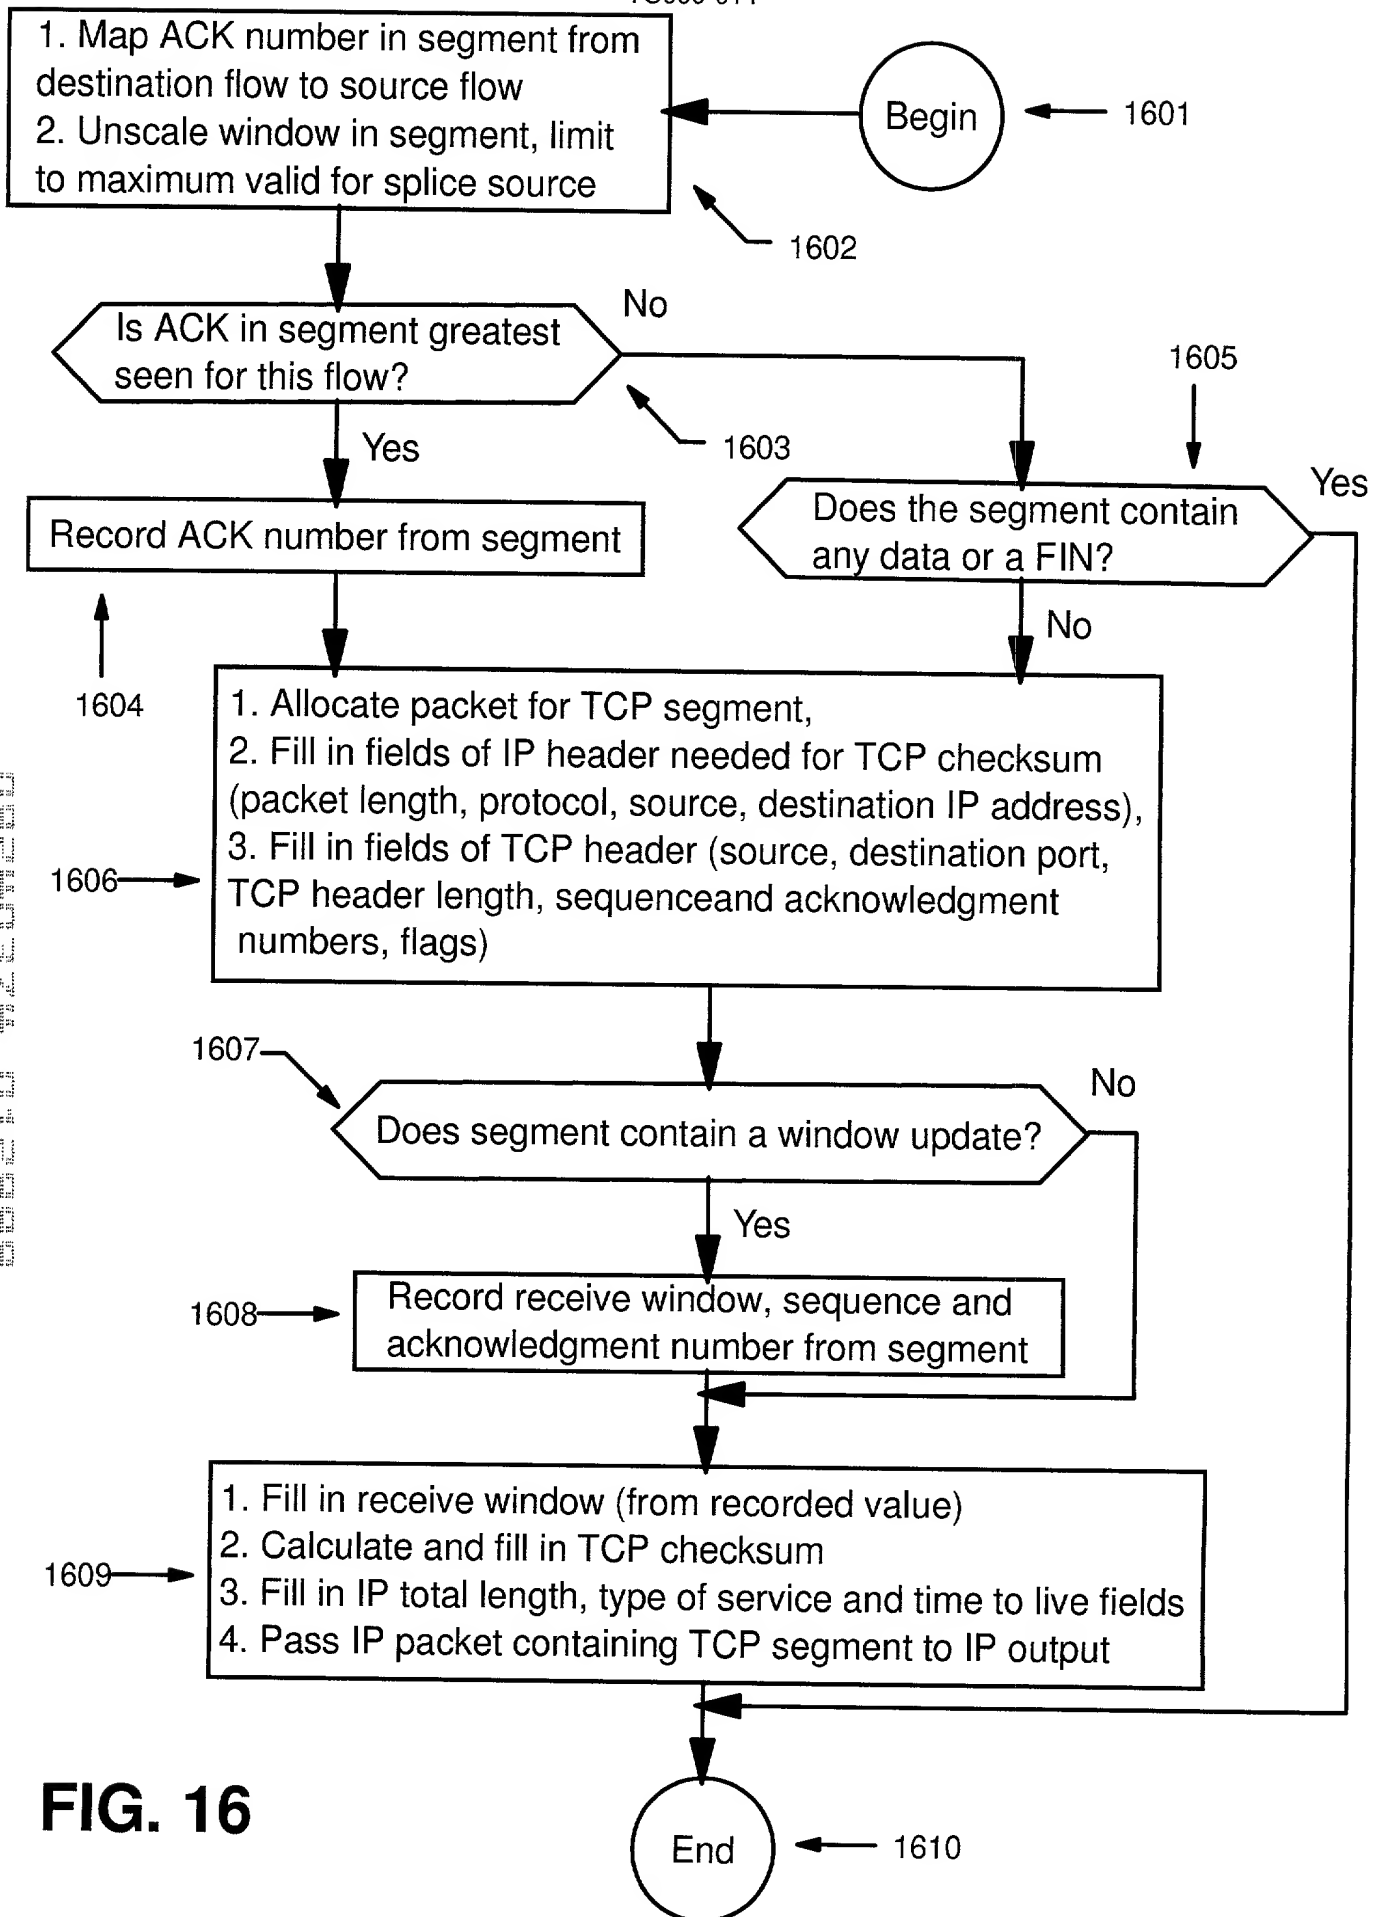 1. Map ACK number in segment from
destination flow to source flow
2. Unscale window in segment, limit
to maximum valid for splice source
Begin
1601
1602
Is ACK in segment greatest
seen for this flow?
No
1603
Yes
1605
Does the segment contain
any data or a FIN?
Yes
No
Record ACK number from segment
1604
1. Allocate packet for TCP segment,
2. Fill in fields of IP header needed for TCP checksum
(packet length, protocol, source, destination IP address),
3. Fill in fields of TCP header (source, destination port,
TCP header length, sequenceand acknowledgment
numbers, flags)
1606
1607
Does segment contain a window update?
No
Yes
1608
Record receive window, sequence and
acknowledgment number from segment
1. Fill in receive window (from recorded value)
2. Calculate and fill in TCP checksum
3. Fill in IP total length, type of service and time to live fields
4. Pass IP packet containing TCP segment to IP output
1609
FIG. 16
End
1610